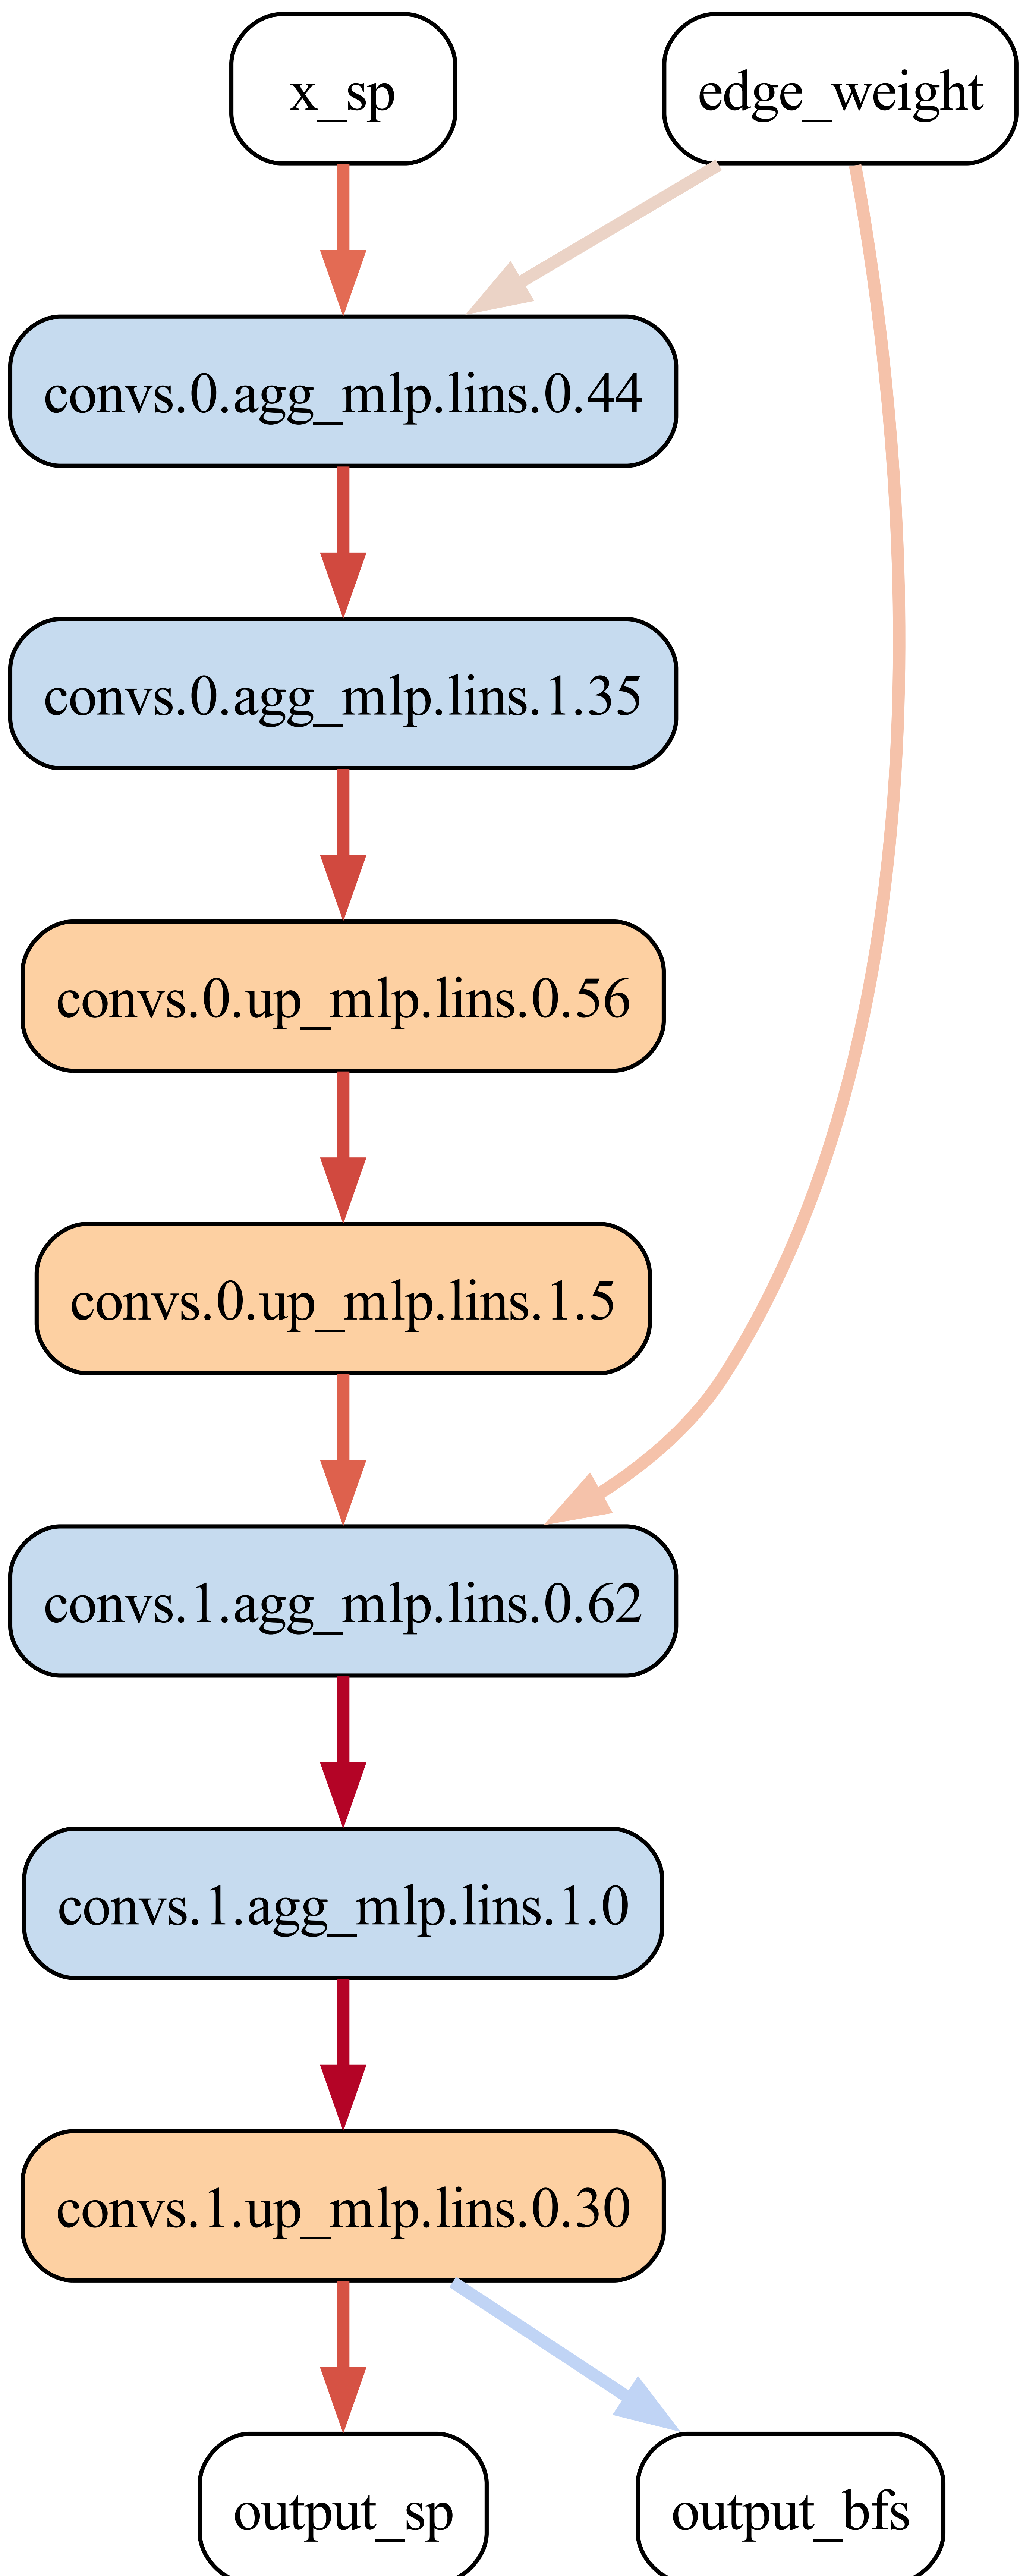 x_sp
edge_weight
convs.0.agg_mlp.lins.0.44
convs.0.agg_mlp.lins.1.35
convs.0.up_mlp.lins.0.56
convs.0.up_mlp.lins.1.5
convs.1.agg_mlp.lins.0.62
convs.1.agg_mlp.lins.1.0
convs.1.up_mlp.lins.0.30
output_sp
output_bfs